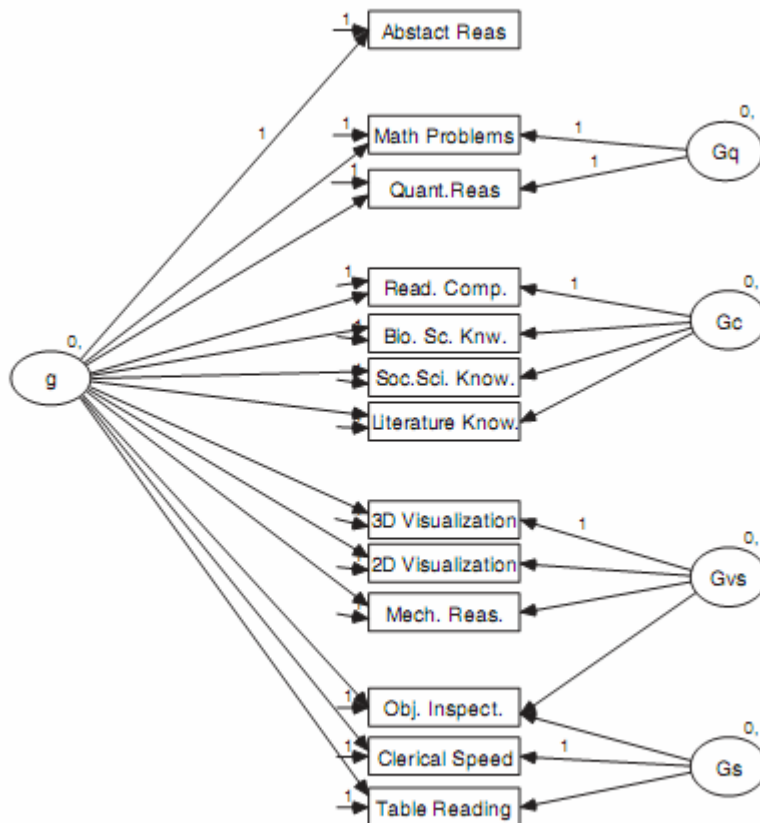 1
Abstact Reas
1
0,
1
Math Problems
1
Gq
1
1
Quant.Reas
0,
1
Read. Comp.
1
Gc
Bio. Sc. Knw.
0,
g
Soc.Sci. Know.
Literature Know.
3D Visualization
1
0,
2D Visualization
Gvs
Mech. Reas.
1
Obj. Inspect.
0,
1
Clerical Speed
1
Gs
1
Table Reading